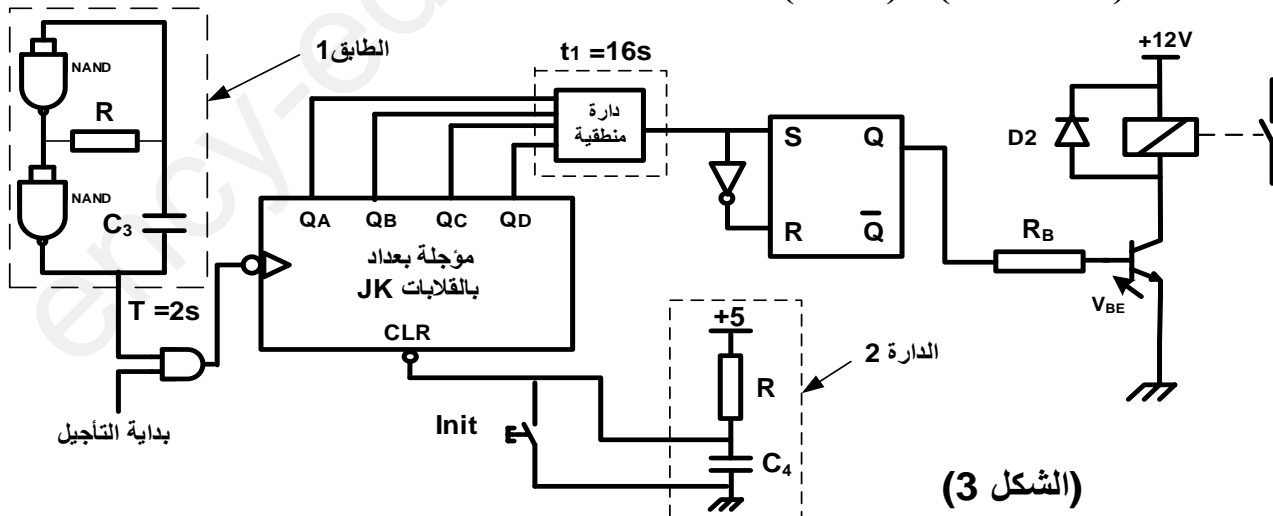 الطابق1
NAND
R
NAND
C3
T =2s
بداية التأجيل
t1 =16s
دارة
منطقية
QA QB QC QD
مؤجلة بعداد
بالقلابات JK
CLR
Init
+5
R
C4
الدارة 2
S Q
R Q̅
+12V
D2
RB
VBE
(الشكل 3)